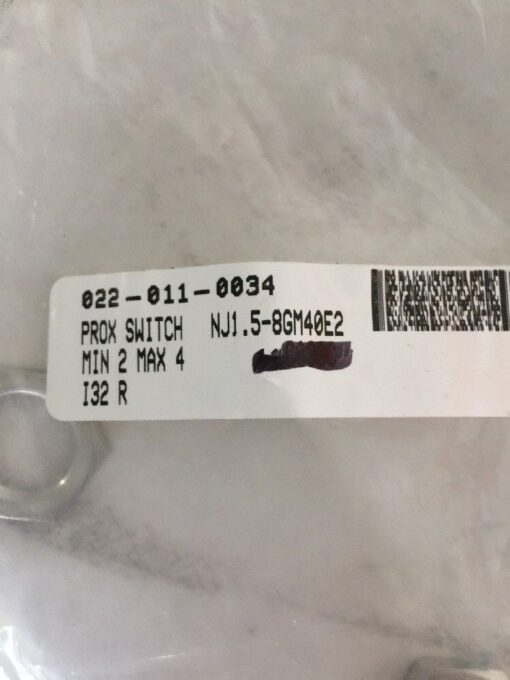 022-011-0034
PROX SWITCH NJ1.5-8GM40E2
MIN 2 MAX 4
I32 R